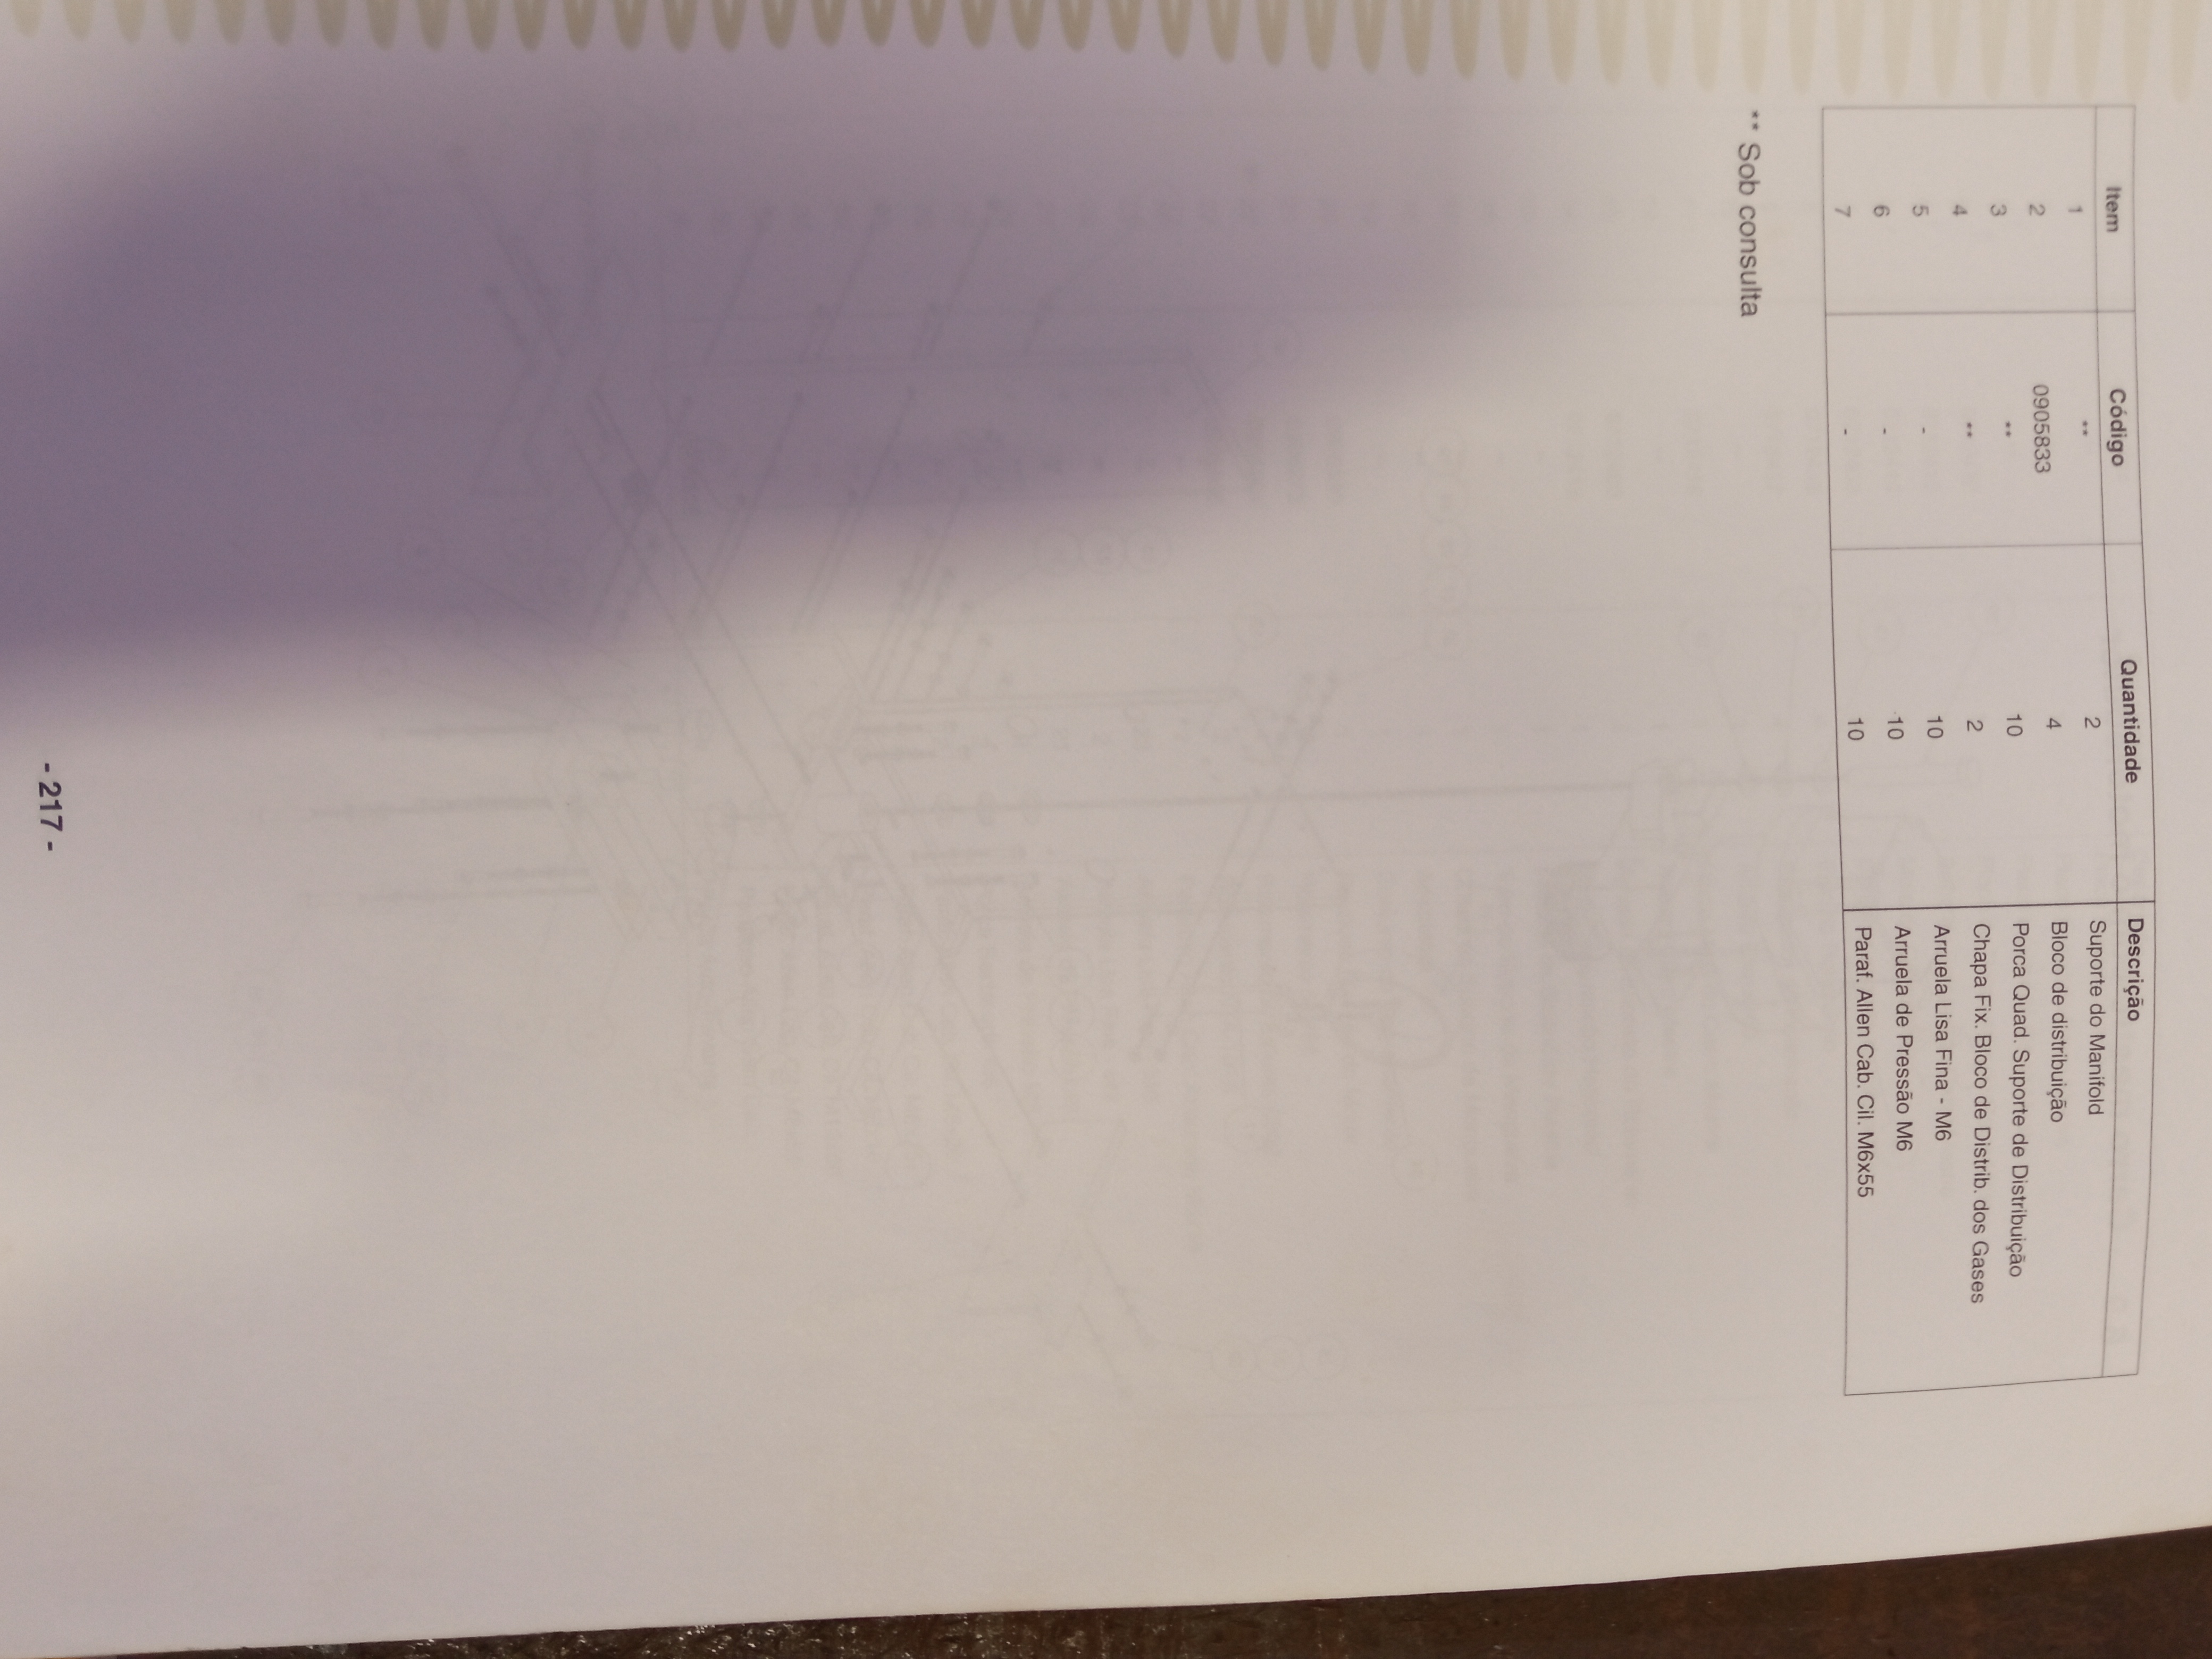 Item Código Quantidade Descrição
1 ** 2 Suporte do Manifold
2 0905833 4 Bloco de distribuição
3 ** 10 Porca Quad. Suporte de Distribuição
4 ** 2 Chapa Fix. Bloco de Distrib. dos Gases
5 - 10 Arruela Lisa Fina - M6
6 - 10 Arruela de Pressão M6
7 - 10 Paraf. Allen Cab. Cil. M6x55
** Sob consulta
- 217 -